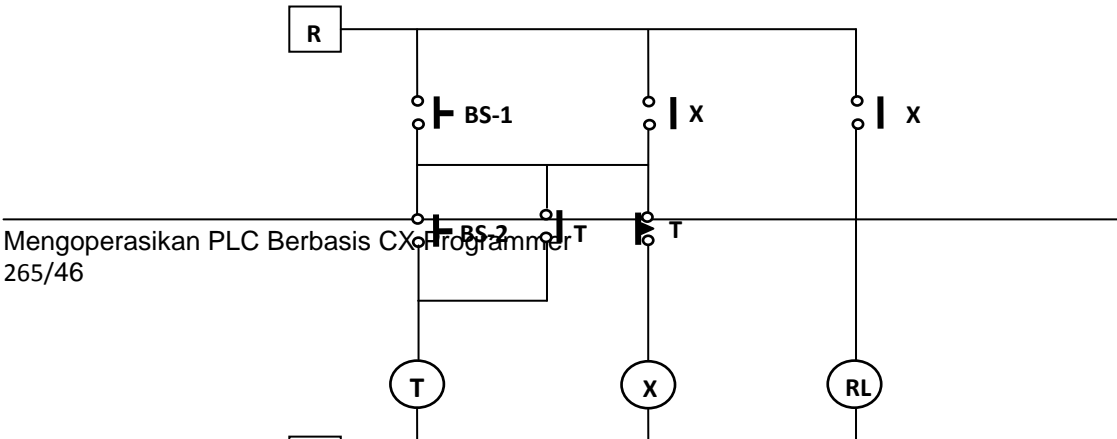 R
BS-1 X X
BS-2 T T
Mengoperasikan PLC Berbasis CX-Programmer
265/46
T X RL